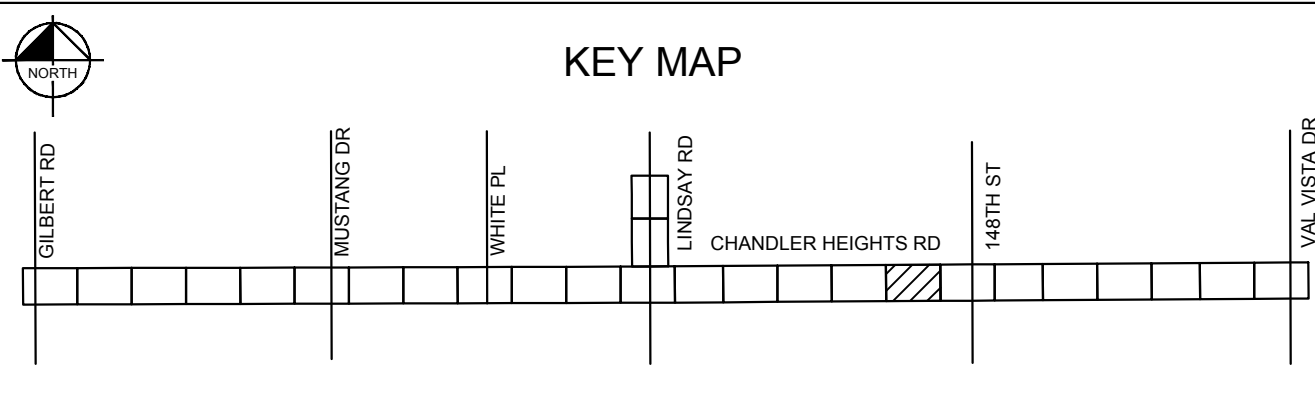 KEY MAP
NORTH
GILBERT RD
MUSTANG DR
WHITE PL
LINDSAY RD
CHANDLER HEIGHTS RD
148TH ST
VAL VISTA DR